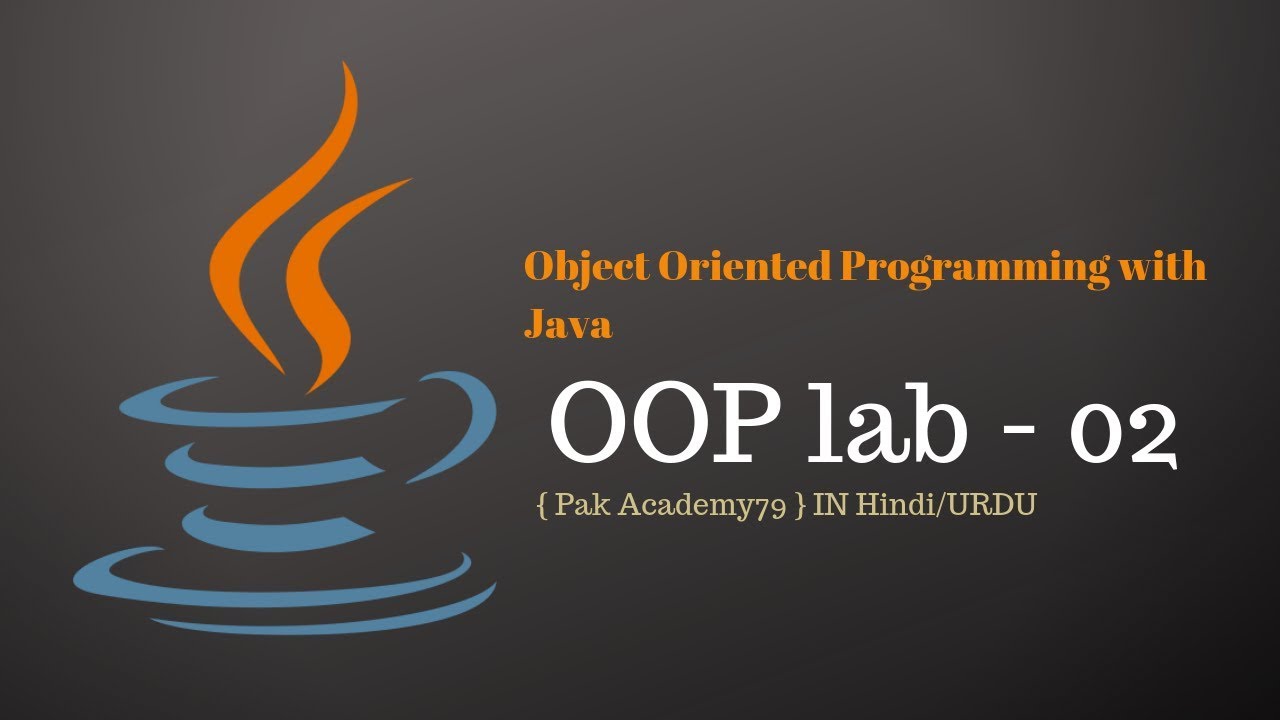 Object Oriented Programming with
Java
OOP lab - 02
{ Pak Academy79 } IN Hindi/URDU